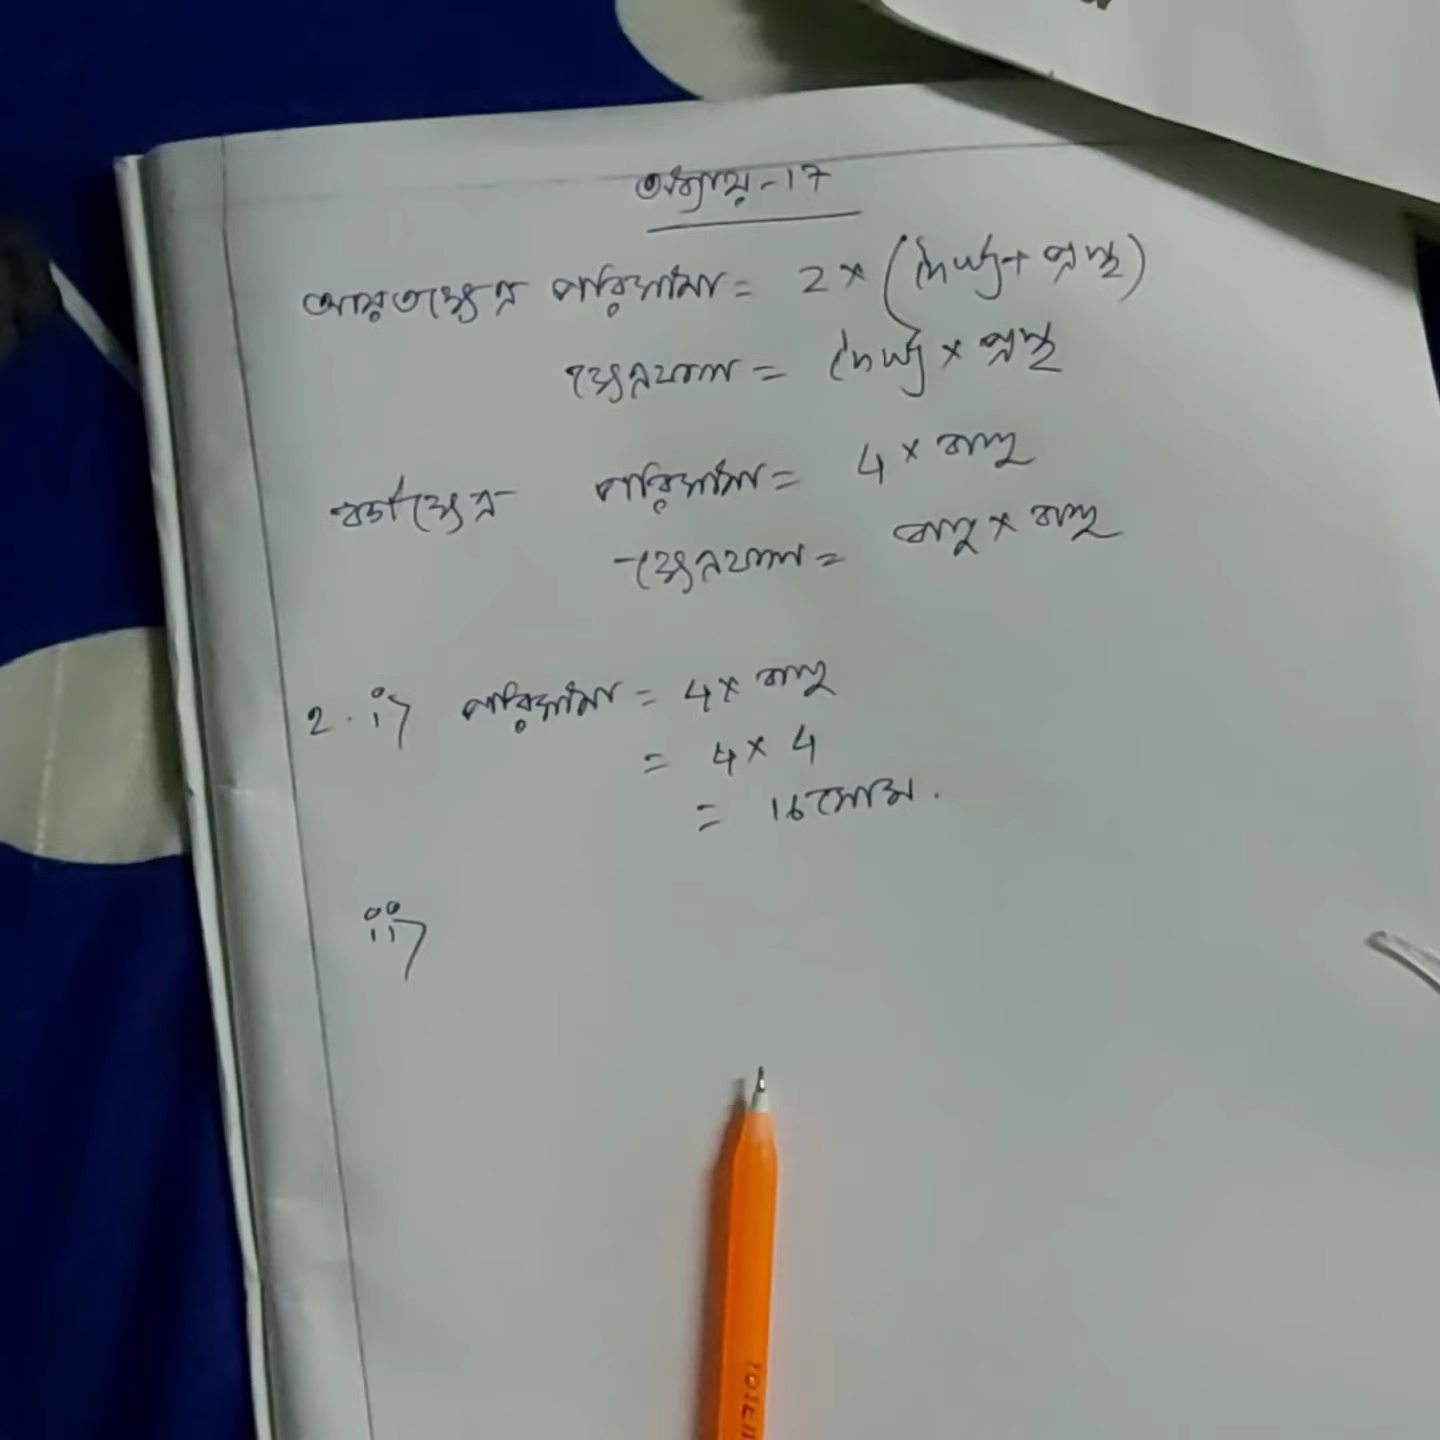 অধ্যায়-17
আয়তক্ষেত্র পরিসীমা = 2 × (দৈর্ঘ্য + প্রস্থ)
ক্ষেত্রফল = দৈর্ঘ্য × প্রস্থ
বর্গক্ষেত্র পরিসীমা = 4 × বাহু
ক্ষেত্রফল = বাহু × বাহু
2. i) পরিসীমা = 4 × বাহু
= 4 × 4
= 16 সেমি.
ii)